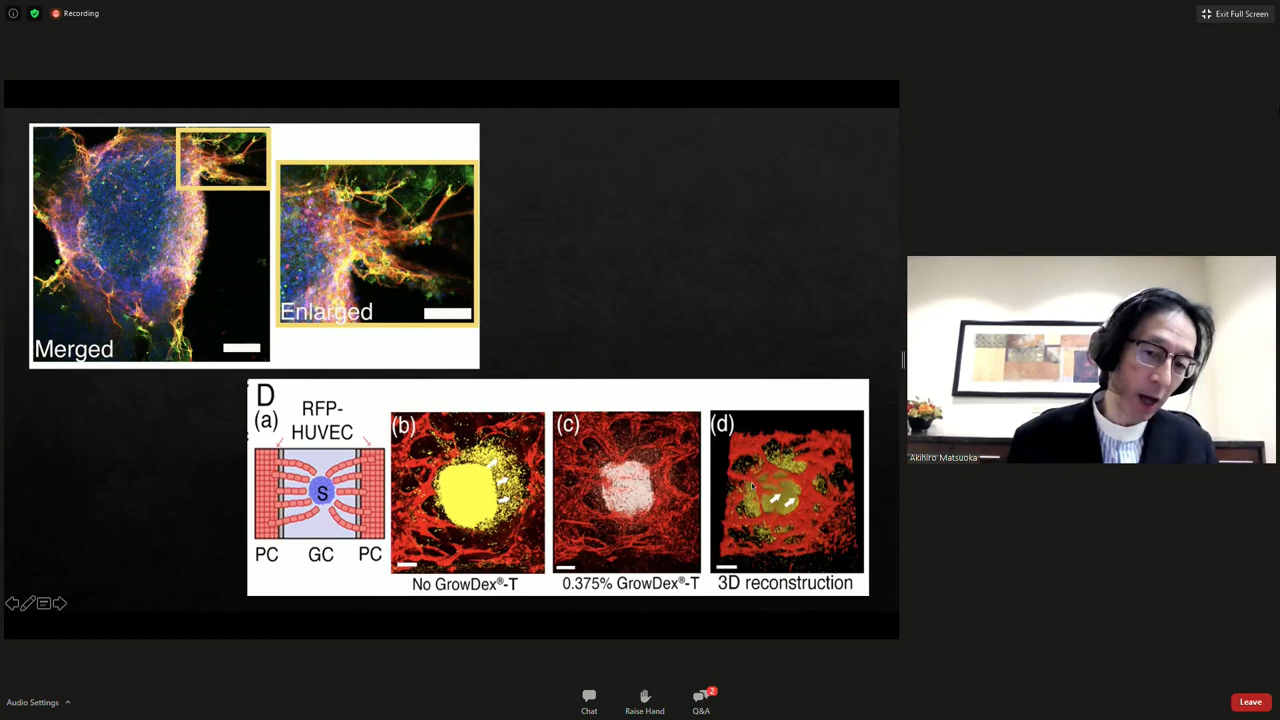 Recording
Exit Full Screen
Merged
Enlarged
D
(a)
RFP-
HUVEC
S
PC
GC
PC
(b)
No GrowDex®-T
(c)
0.375% GrowDex®-T
(d)
3D reconstruction
Akihiro Matsuoka
Audio Settings
Chat
Raise Hand
2
Q&A
Leave